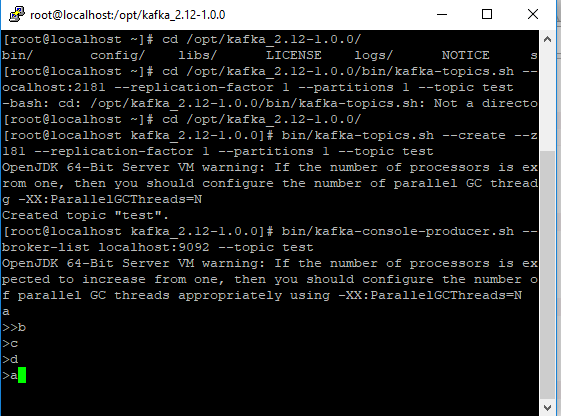 root@localhost:/opt/kafka_2.12-1.0.0
[root@localhost ~]# cd /opt/kafka_2.12-1.0.0/
bin/ config/ libs/ LICENSE logs/ NOTICE s
[root@localhost ~]# cd /opt/kafka_2.12-1.0.0/bin/kafka-topics.sh --
ocalhost:2181 --replication-factor 1 --partitions 1 --topic test
-bash: cd: /opt/kafka_2.12-1.0.0/bin/kafka-topics.sh: Not a directo
[root@localhost ~]# cd /opt/kafka_2.12-1.0.0/
[root@localhost kafka_2.12-1.0.0]# bin/kafka-topics.sh --create --z
181 --replication-factor 1 --partitions 1 --topic test
OpenJDK 64-Bit Server VM warning: If the number of processors is ex
rom one, then you should configure the number of parallel GC thread
g -XX:ParallelGCThreads=N
Created topic "test".
[root@localhost kafka_2.12-1.0.0]# bin/kafka-console-producer.sh --
broker-list localhost:9092 --topic test
OpenJDK 64-Bit Server VM warning: If the number of processors is ex
pected to increase from one, then you should configure the number o
f parallel GC threads appropriately using -XX:ParallelGCThreads=N
a
>>b
>c
>d
>a